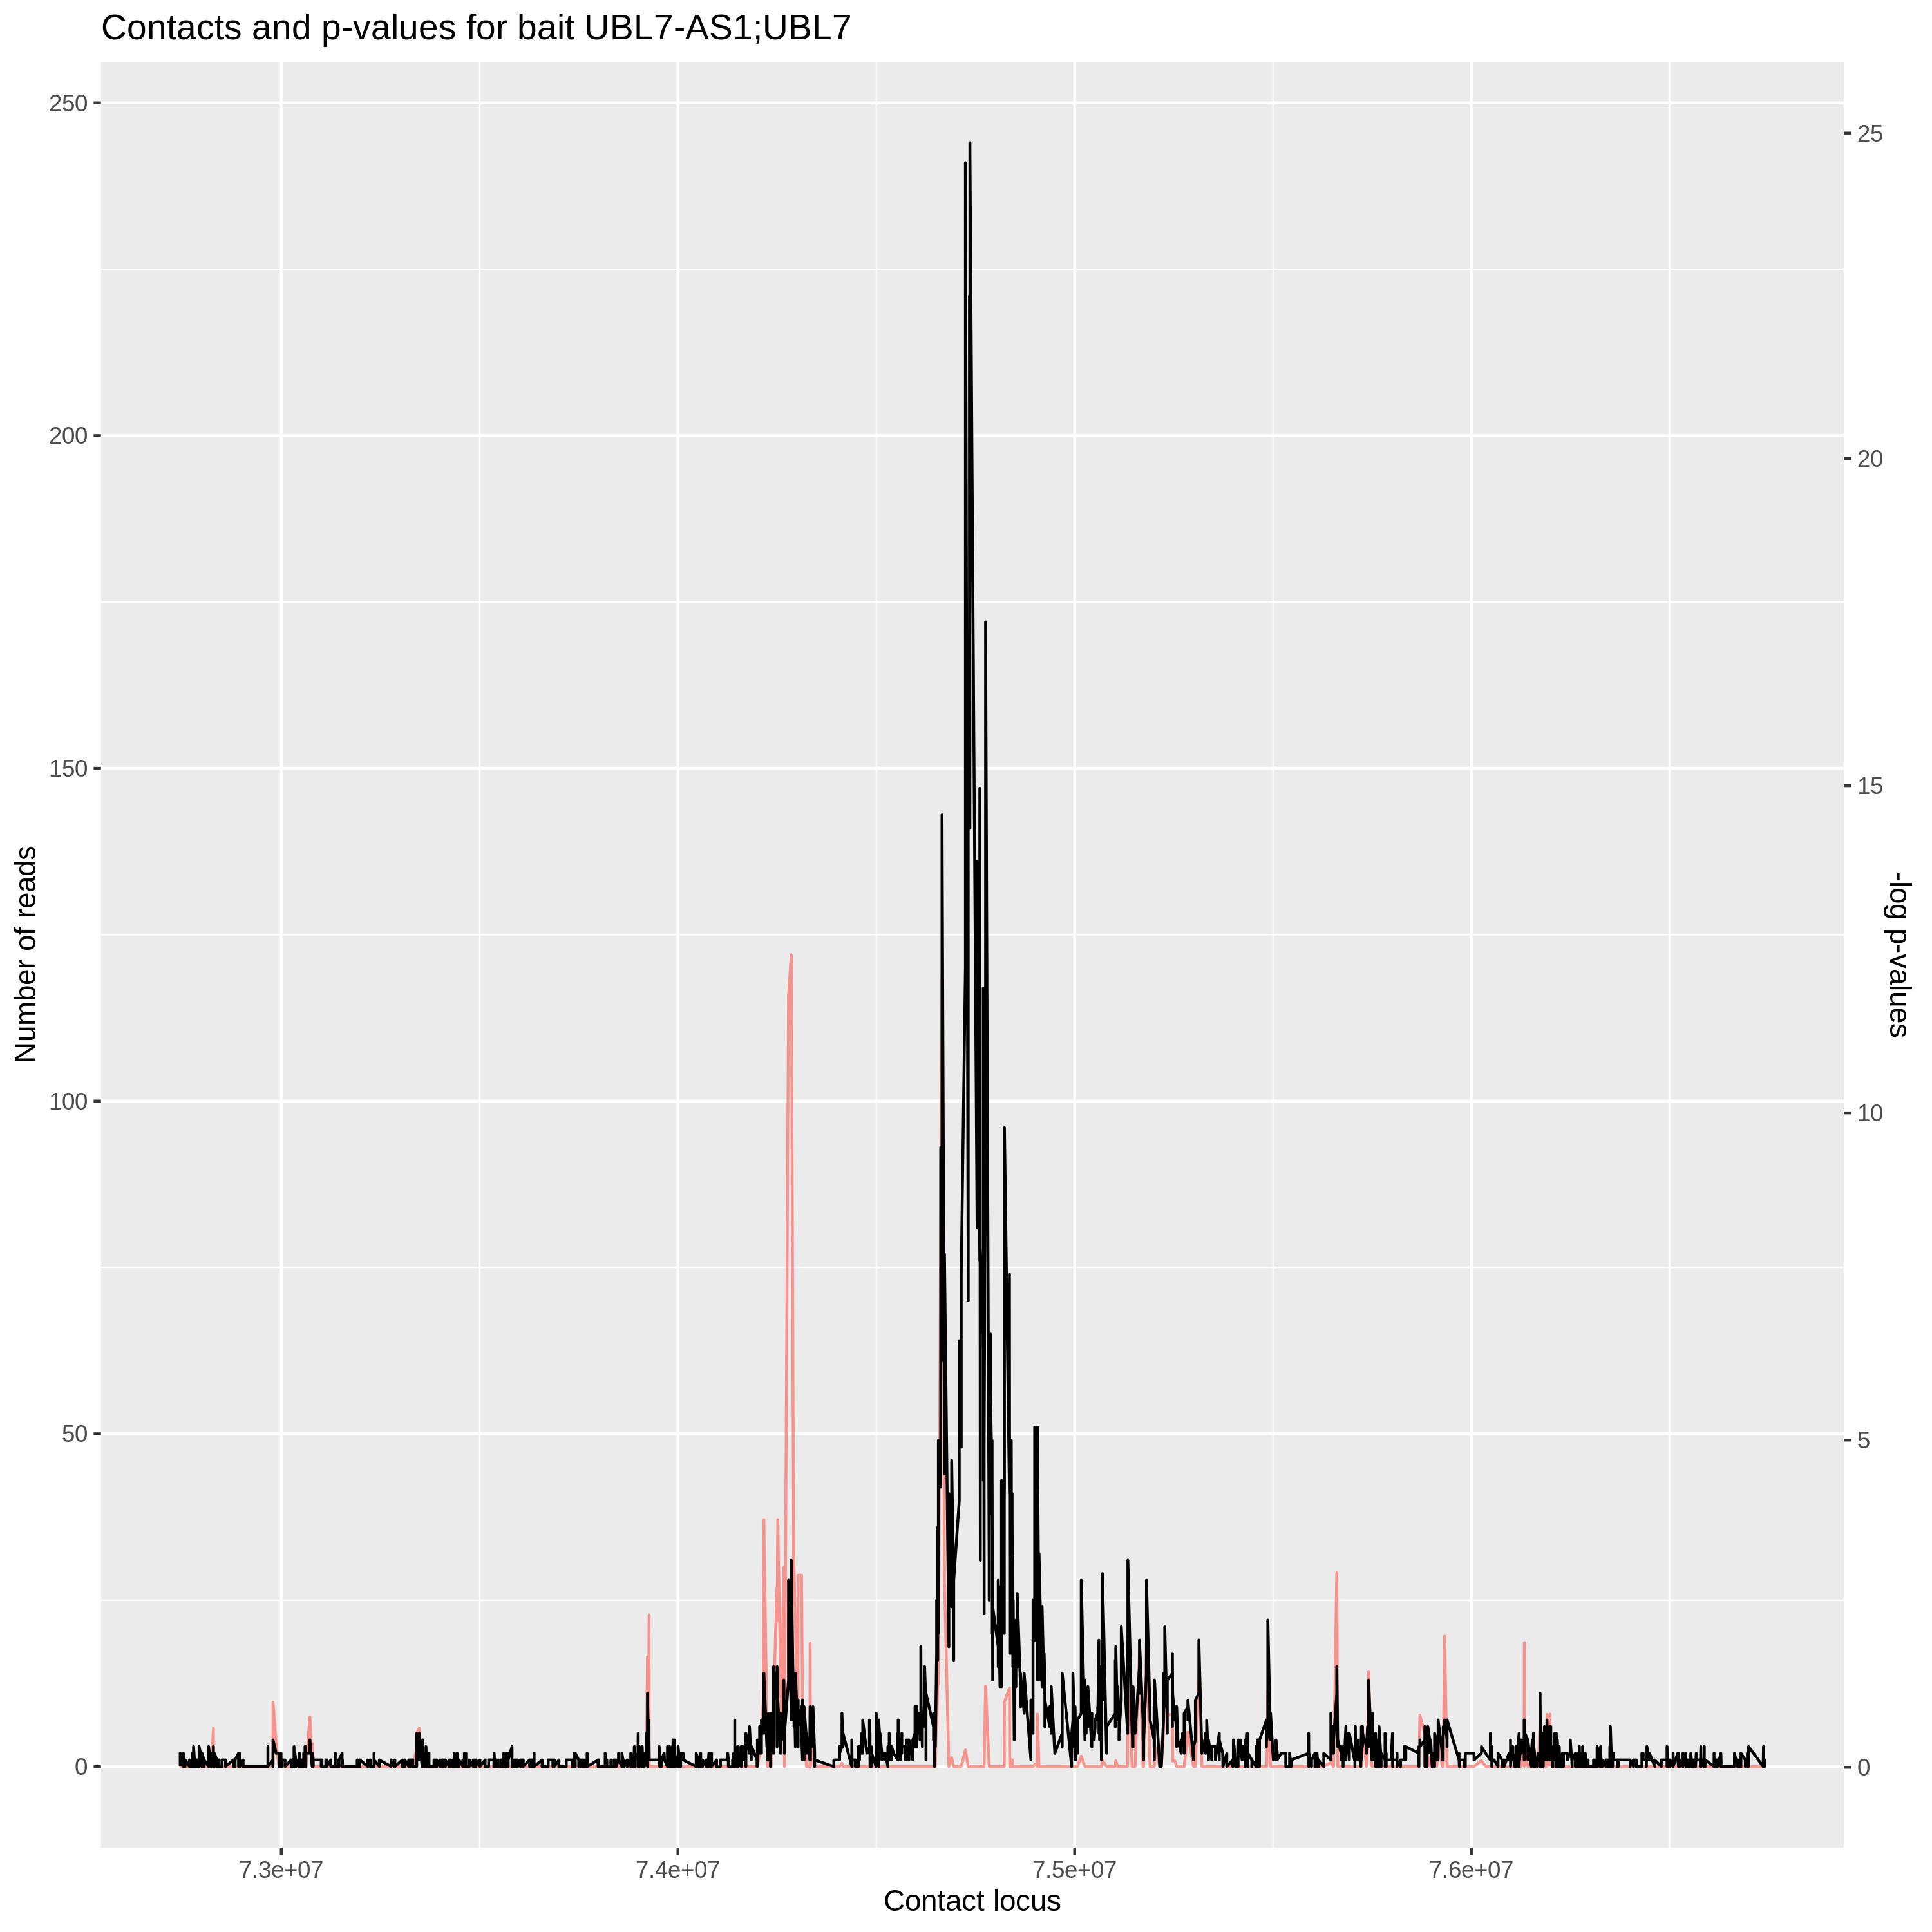 Contacts and p-values for bait UBL7-AS1;UBL7
250
200
150
100
50
0
Number of reads
25
20
15
10
5
0
-log p-values
7.3e+07 7.4e+07 7.5e+07 7.6e+07
Contact locus